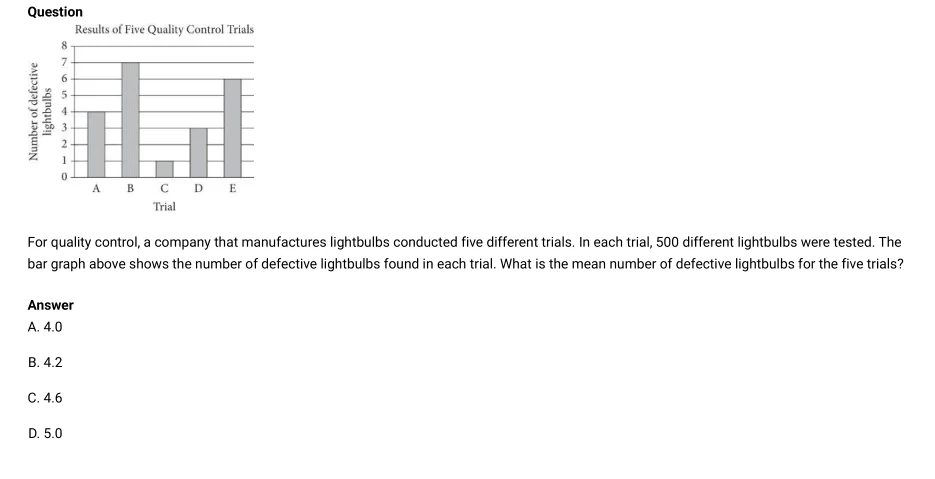 Question
Results of Five Quality Control Trials
Number of defective
lightbulbs
8
7
6
5
4
3
2
1
0
A B C D E
Trial
For quality control, a company that manufactures lightbulbs conducted five different trials. In each trial, 500 different lightbulbs were tested. The
bar graph above shows the number of defective lightbulbs found in each trial. What is the mean number of defective lightbulbs for the five trials?
Answer
A. 4.0
B. 4.2
C. 4.6
D. 5.0